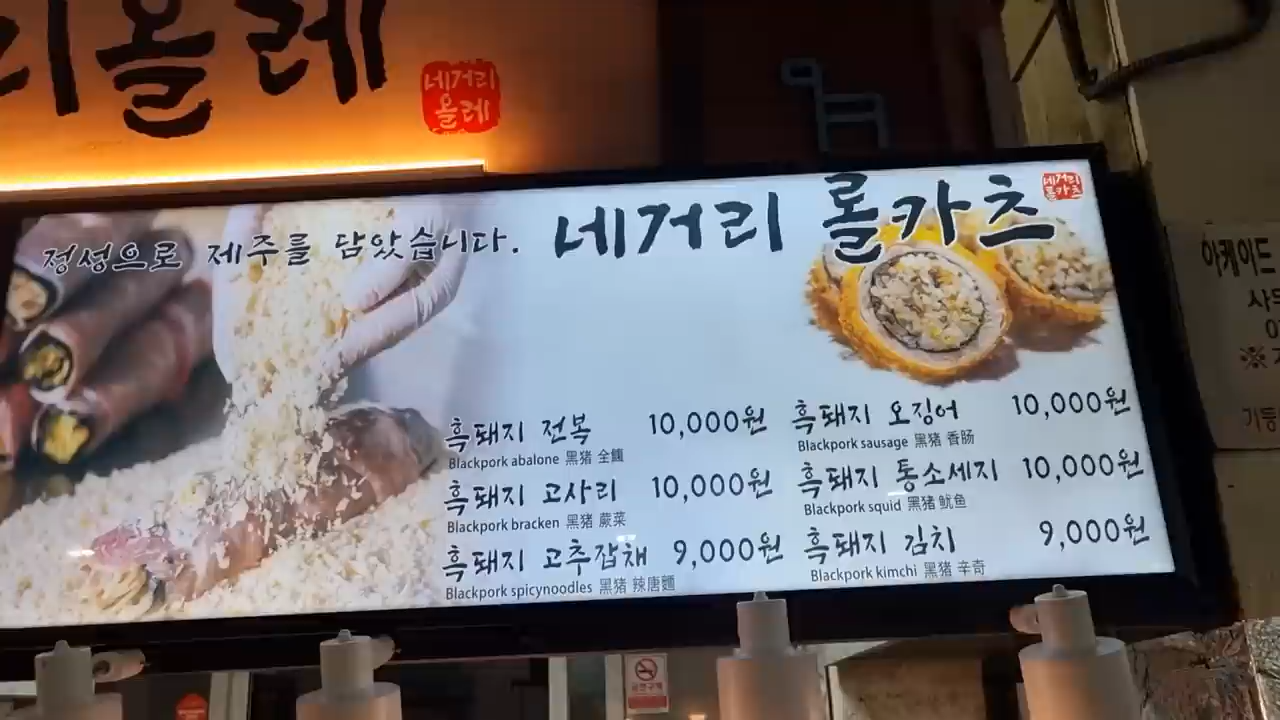 리올레
네거리
올레
정성으로 제주를 담았습니다.
네거리 롤카츠
네거리
롤카츠
흑돼지 전복 10,000원
Blackpork abalone 黑猪 全鰒
흑돼지 고사리 10,000원
Blackpork bracken 黑猪 蕨菜
흑돼지 고추잡채 9,000원
Blackpork spicynoodles 黑猪 辣唐麵
흑돼지 오징어 10,000원
Blackpork sausage 黑猪 香肠
흑돼지 통소세지 10,000원
Blackpork squid 黑猪 鱿鱼
흑돼지 김치 9,000원
Blackpork kimchi 黑猪 辛奇
아케이드
금연구역